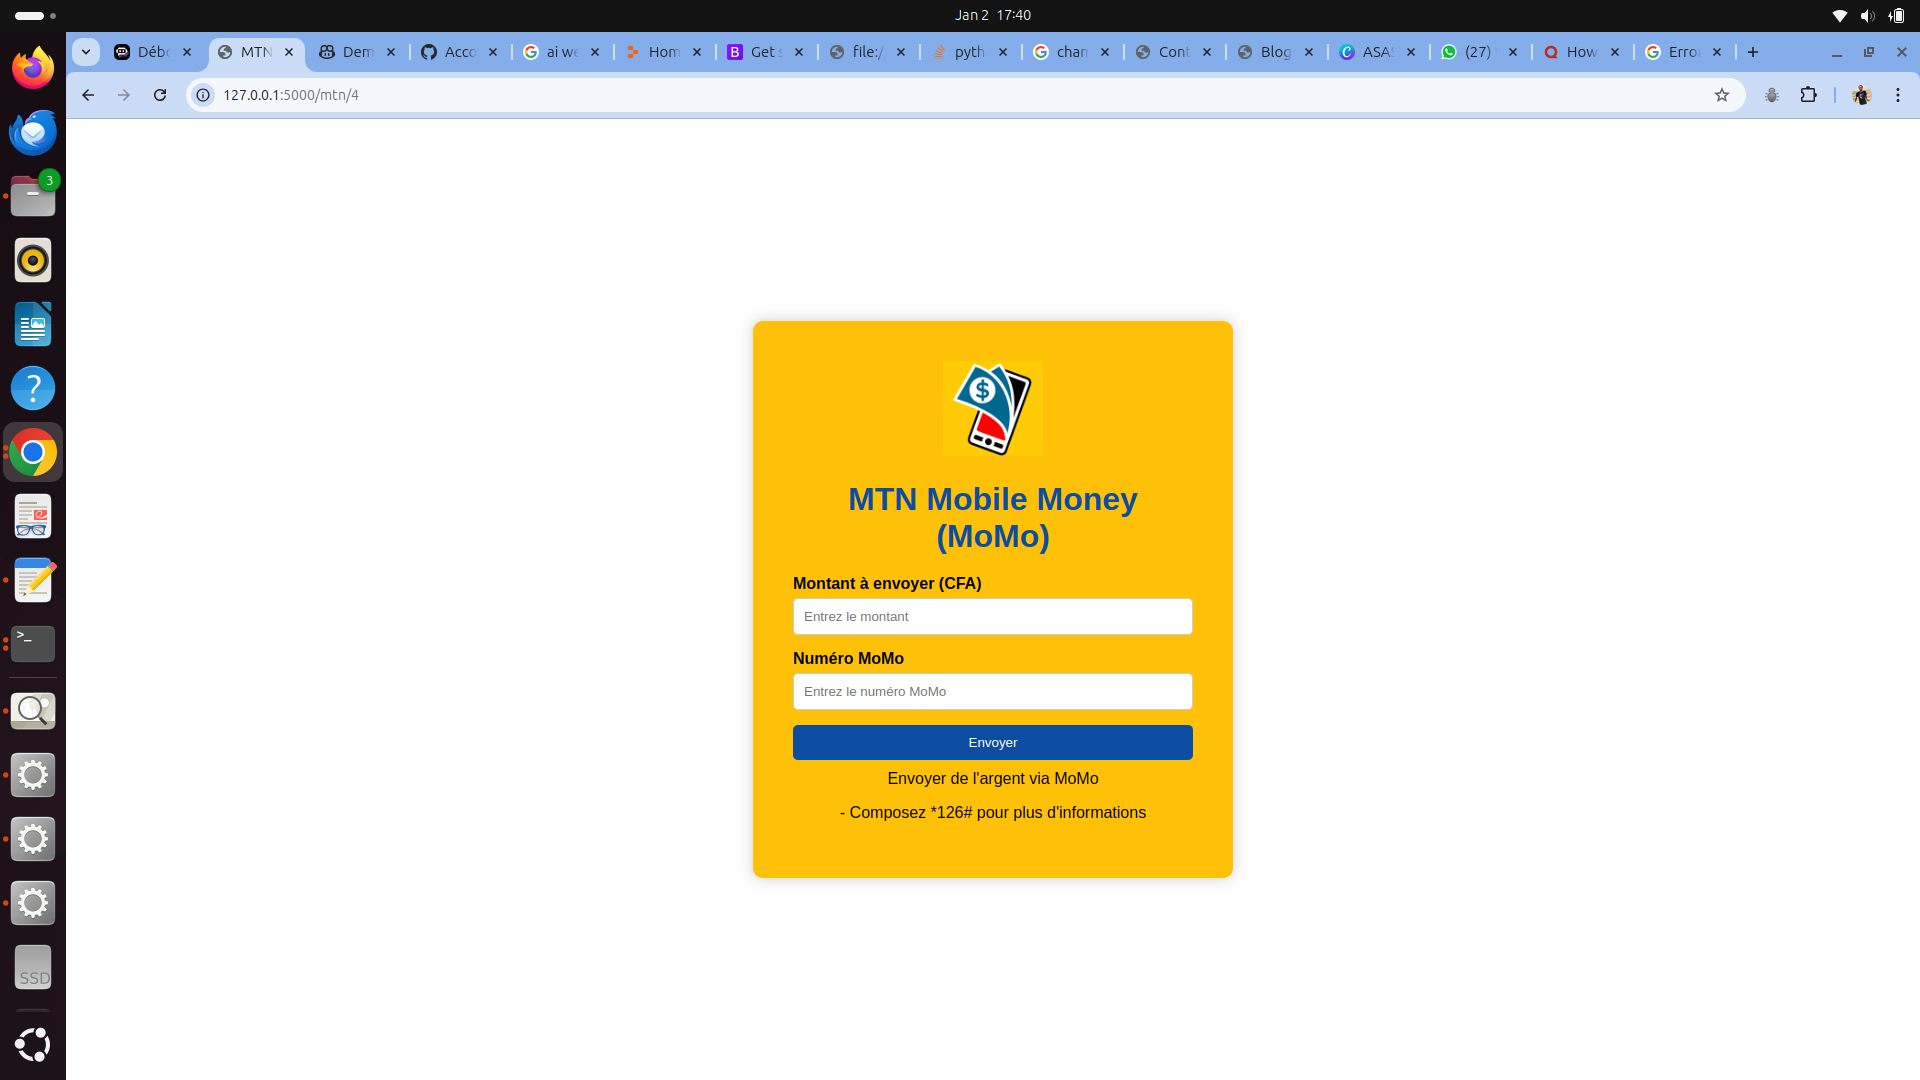 Jan 2 17:40
Débo
MTN
Dem
Acco
ai we
Hom
Get s
file:/
pyth
chan
Cont
Blog
ASAS
(27)
How
Erro
127.0.0.1:5000/mtn/4
3
$
MTN Mobile Money
(MoMo)
Montant à envoyer (CFA)
Entrez le montant
Numéro MoMo
Entrez le numéro MoMo
Envoyer
Envoyer de l'argent via MoMo
- Composez *126# pour plus d'informations
?
>_
SSD